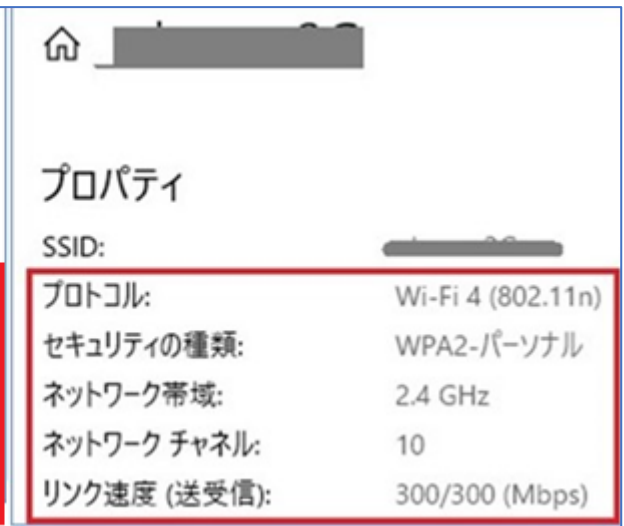 プロパティ
SSID:
プロトコル: Wi-Fi 4 (802.11n)
セキュリティの種類: WPA2-パーソナル
ネットワーク帯域: 2.4 GHz
ネットワーク チャネル: 10
リンク速度 (送受信): 300/300 (Mbps)